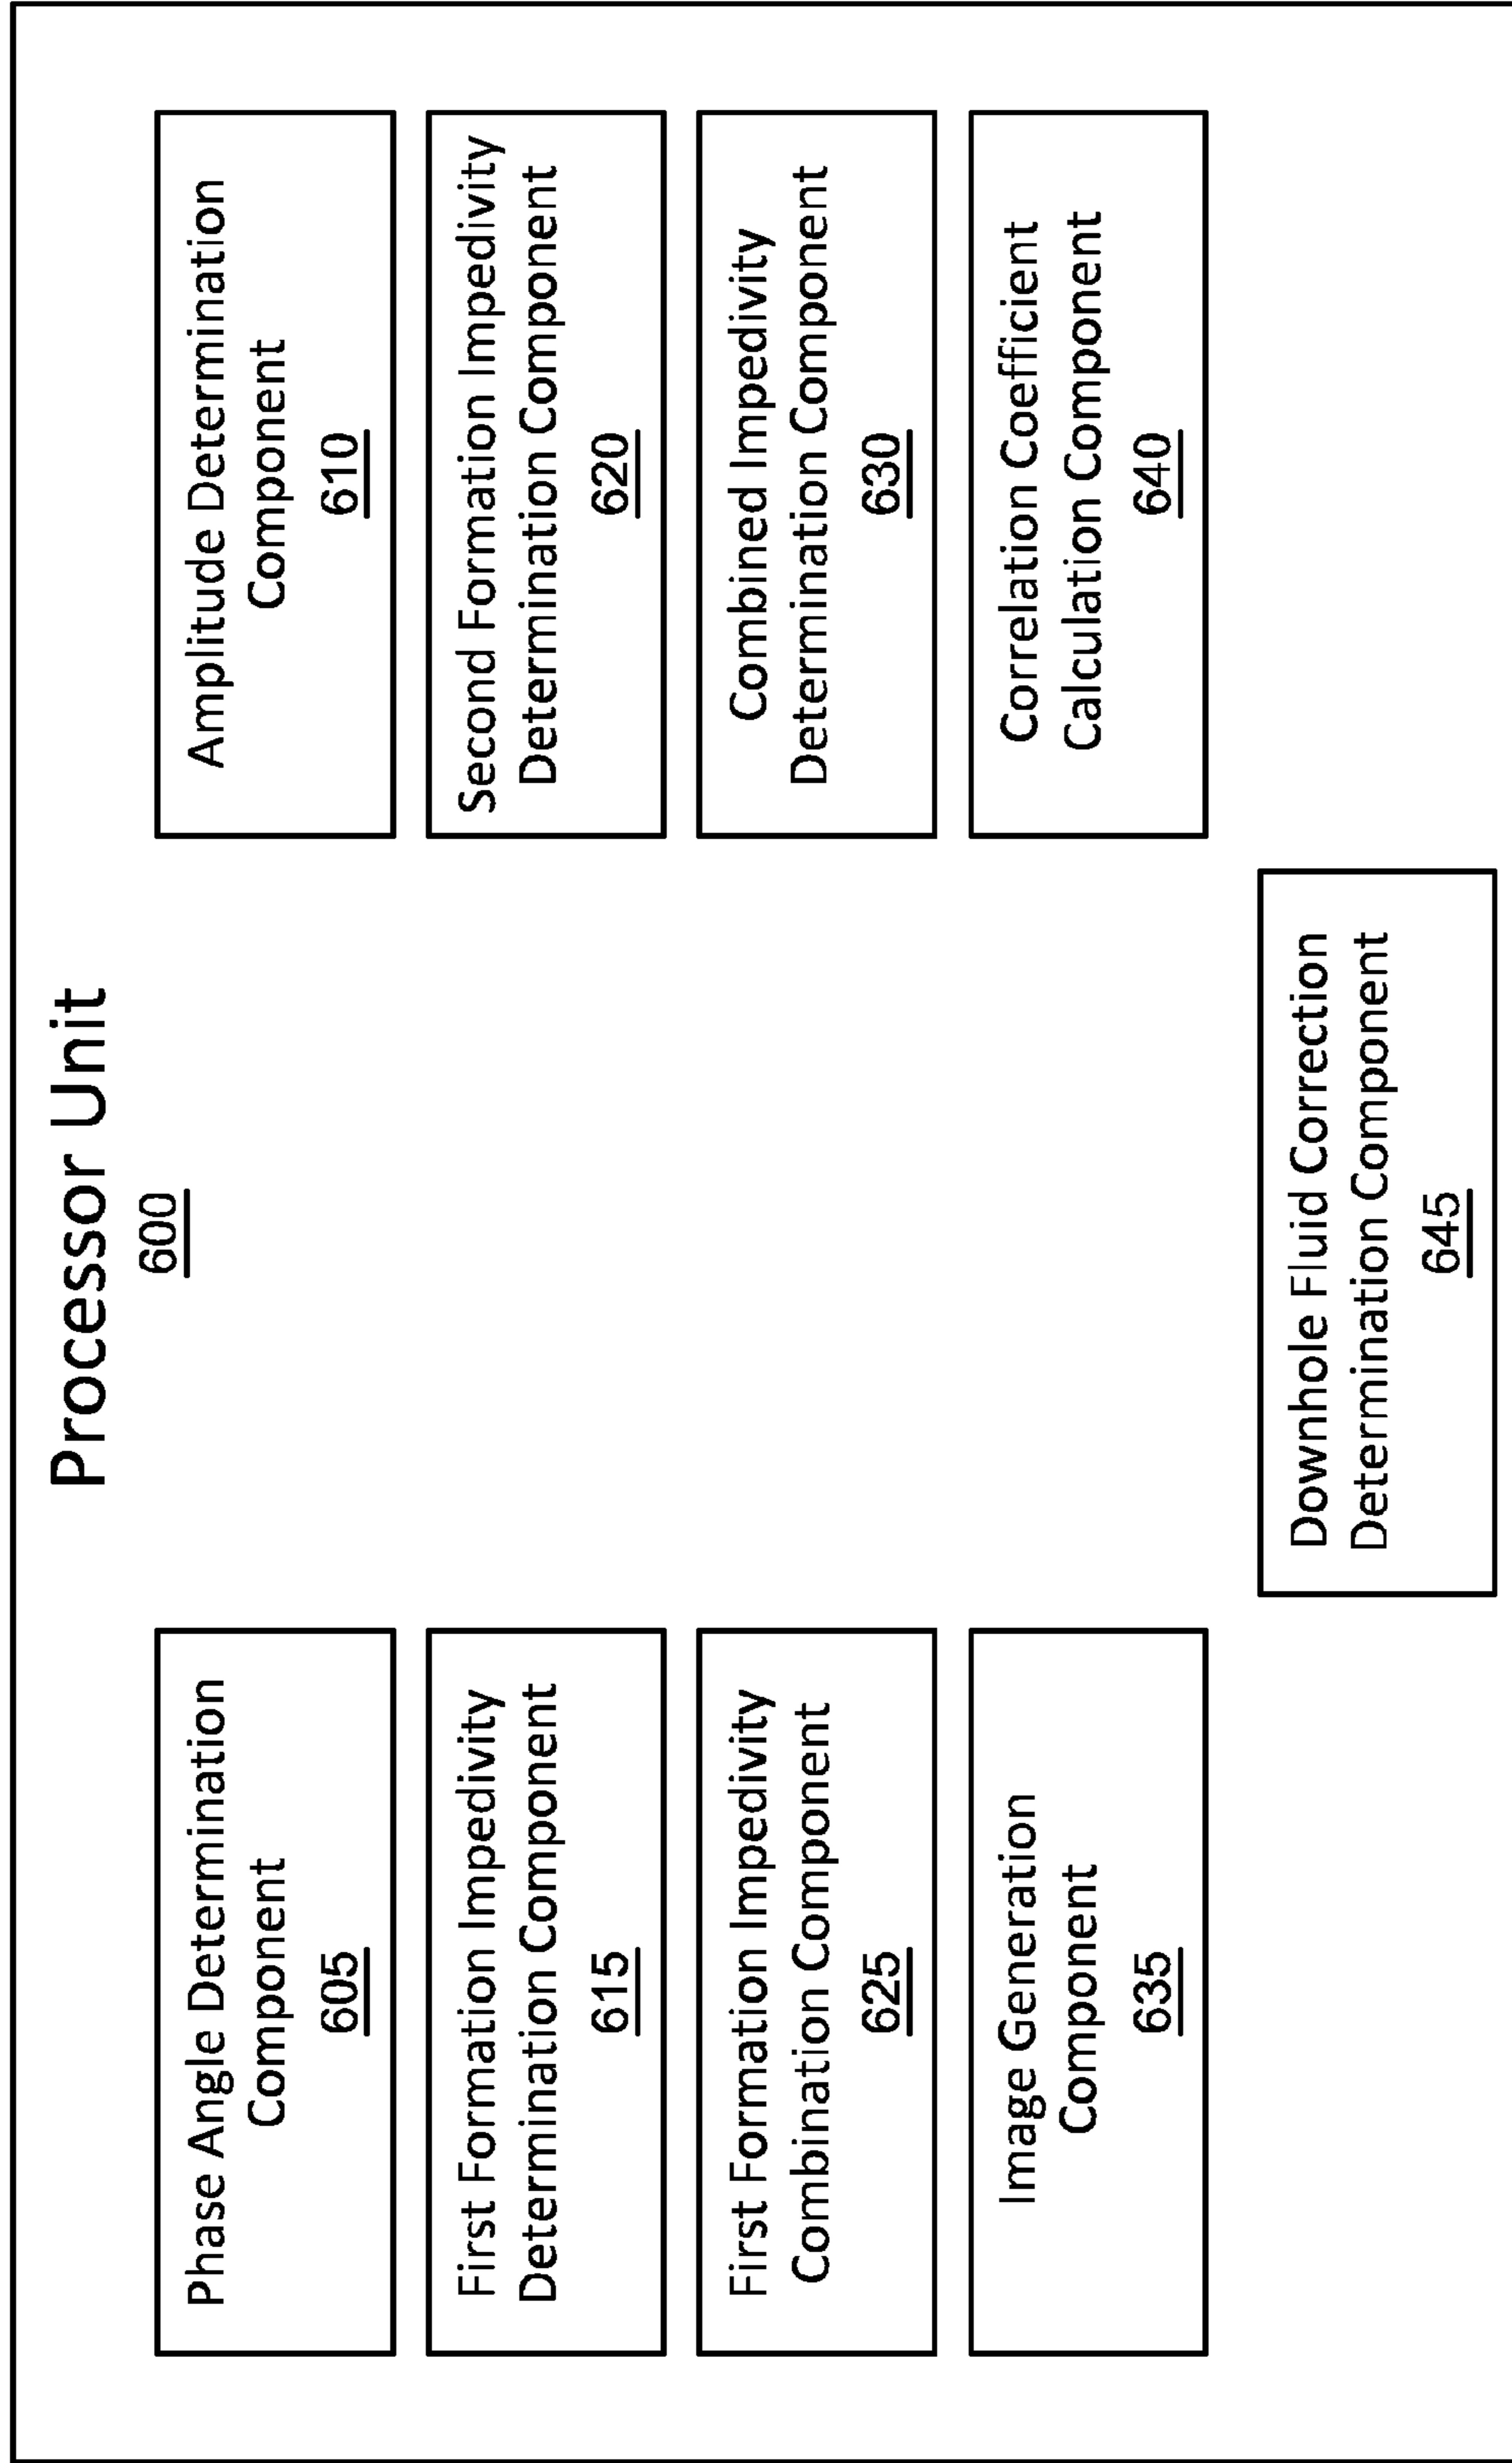 Processor Unit
600
Phase Angle Determination
Component
605
Amplitude Determination
Component
610
First Formation Impedivity
Determination Component
615
Second Formation Impedivity
Determination Component
620
First Formation Impedivity
Combination Component
625
Combined Impedivity
Determination Component
630
Image Generation
Component
635
Correlation Coefficient
Calculation Component
640
Downhole Fluid Correction
Determination Component
645